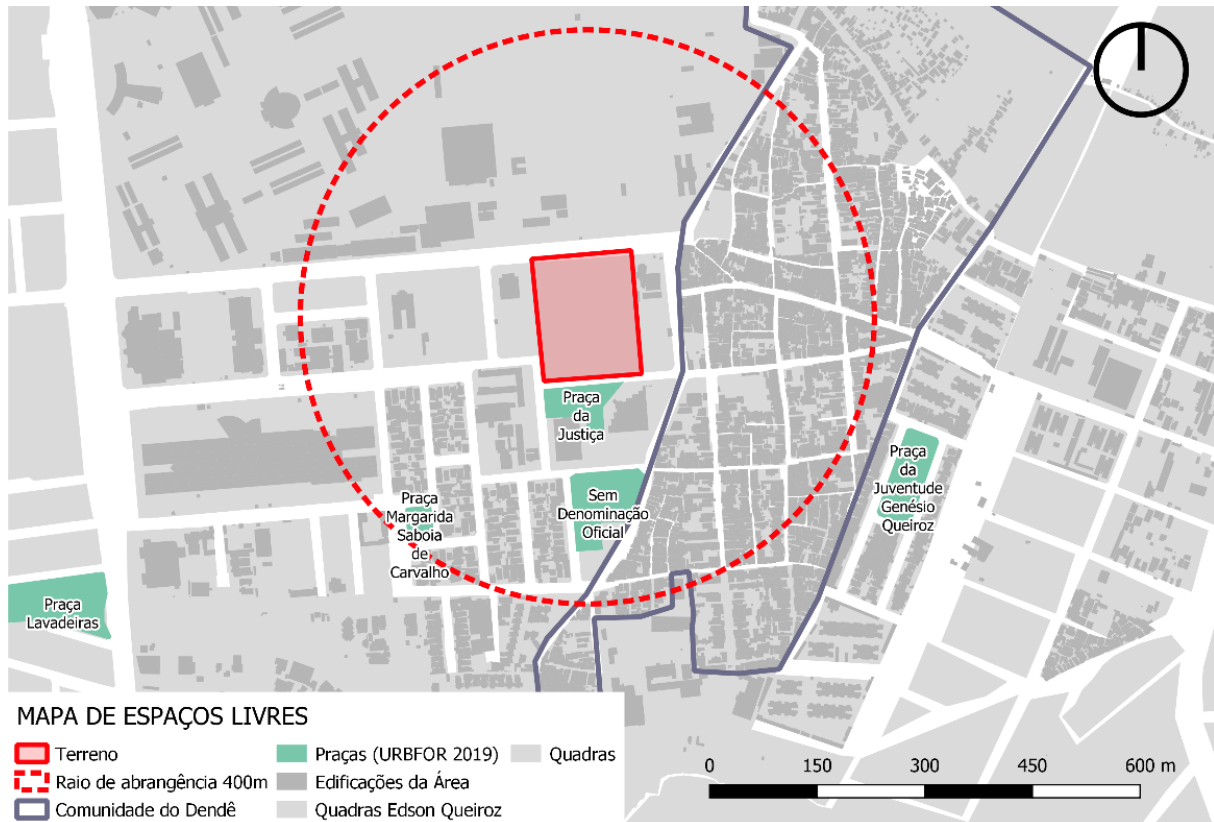 Praça
da
Justiça
Praça
da
Juventude
Genésio
Queiroz
Praça
Margarida
Saboia
de
Carvalho
Sem
Denominação
Oficial
Praça
Lavadeiras
MAPA DE ESPAÇOS LIVRES
Terreno
Praças (URBFOR 2019)
Quadras
Raio de abrangência 400m
Edificações da Área
Comunidade do Dendê
Quadras Edson Queiroz
0 150 300 450 600 m